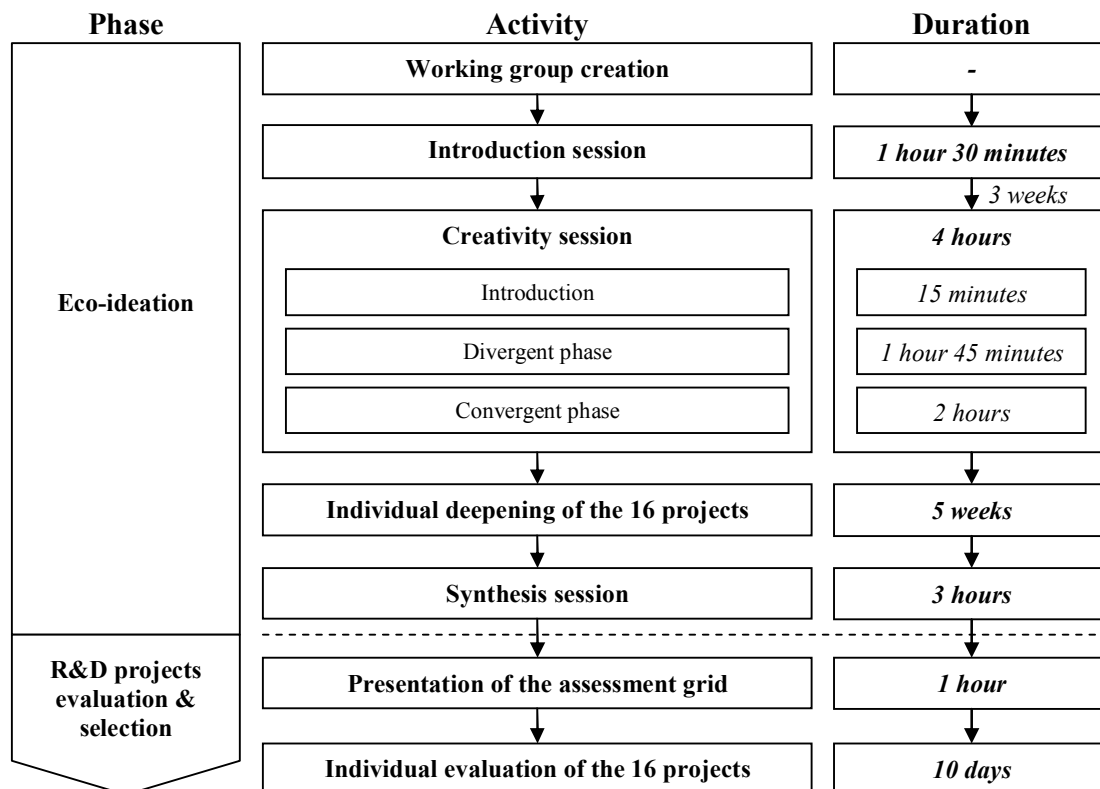 Phase Activity Duration
Working group creation -
Introduction session 1 hour 30 minutes
3 weeks
Creativity session 4 hours
Introduction 15 minutes
Eco-ideation
Divergent phase 1 hour 45 minutes
Convergent phase 2 hours
Individual deepening of the 16 projects 5 weeks
Synthesis session 3 hours
R&D projects
evaluation &
selection
Presentation of the assessment grid 1 hour
Individual evaluation of the 16 projects 10 days